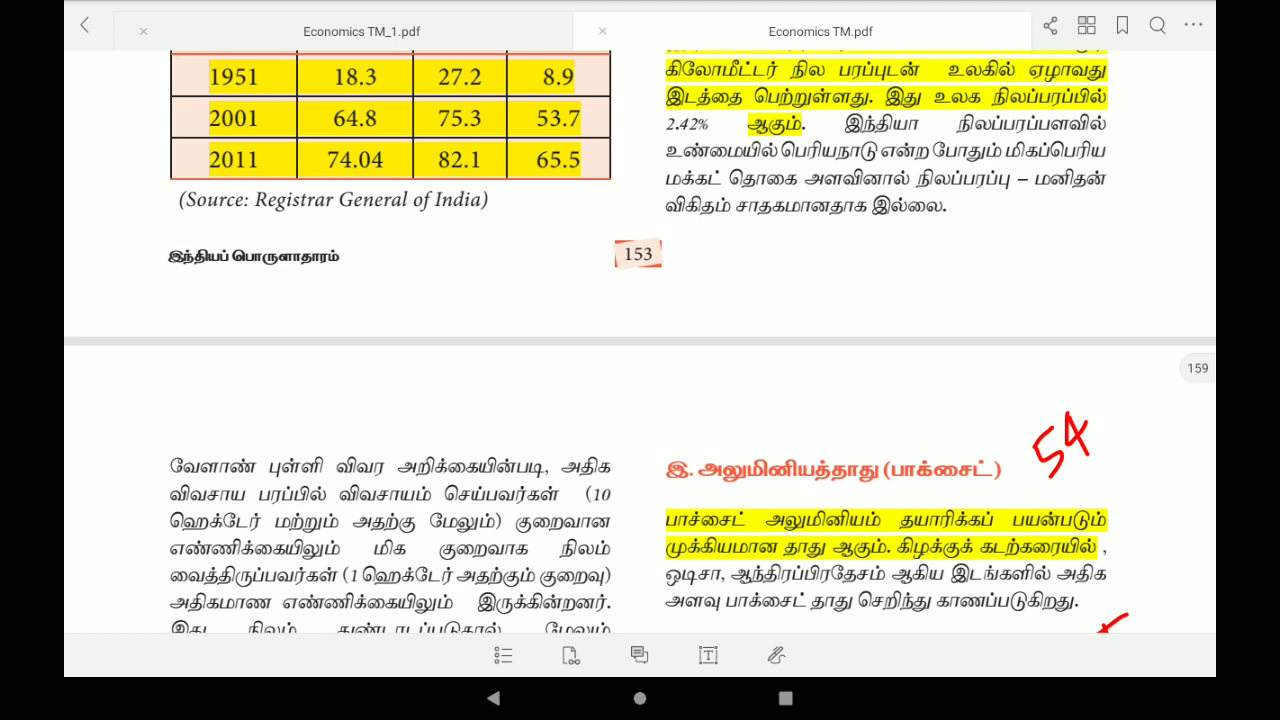 Economics TM_1.pdf
Economics TM.pdf
1951 18.3 27.2 8.9
2001 64.8 75.3 53.7
2011 74.04 82.1 65.5
(Source: Registrar General of India)
கிலோமீட்டர் நில பரப்புடன் உலகில் ஏழாவது
இடத்தை பெற்றுள்ளது. இது உலக நிலப்பரப்பில்
2.42% ஆகும். இந்தியா நிலப்பரப்பளவில்
உண்மையில் பெரியநாடு என்ற போதும் மிகப்பெரிய
மக்கட் தொகை அளவினால் நிலப்பரப்பு – மனிதன்
விகிதம் சாதகமானதாக இல்லை.
இந்தியப் பொருளாதாரம்
153
159
வேளாண் புள்ளி விவர அறிக்கையின்படி, அதிக
விவசாய பரப்பில் விவசாயம் செய்பவர்கள் (10
ஹெக்டேர் மற்றும் அதற்கு மேலும்) குறைவான
எண்ணிக்கையிலும் மிக குறைவாக நிலம்
வைத்திருப்பவர்கள் (1 ஹெக்டேர் அதற்கும் குறைவு)
அதிகமாண எண்ணிக்கையிலும் இருக்கின்றனர்.
54
இ. அலுமினியத்தாது (பாக்சைட்)
பாச்சைட் அலுமினியம் தயாரிக்கப் பயன்படும்
முக்கியமான தாது ஆகும். கிழக்குக் கடற்கரையில் ,
ஒடிசா, ஆந்திரப்பிரதேசம் ஆகிய இடங்களில் அதிக
அளவு பாக்சைட் தாது செறிந்து காணப்படுகிறது.